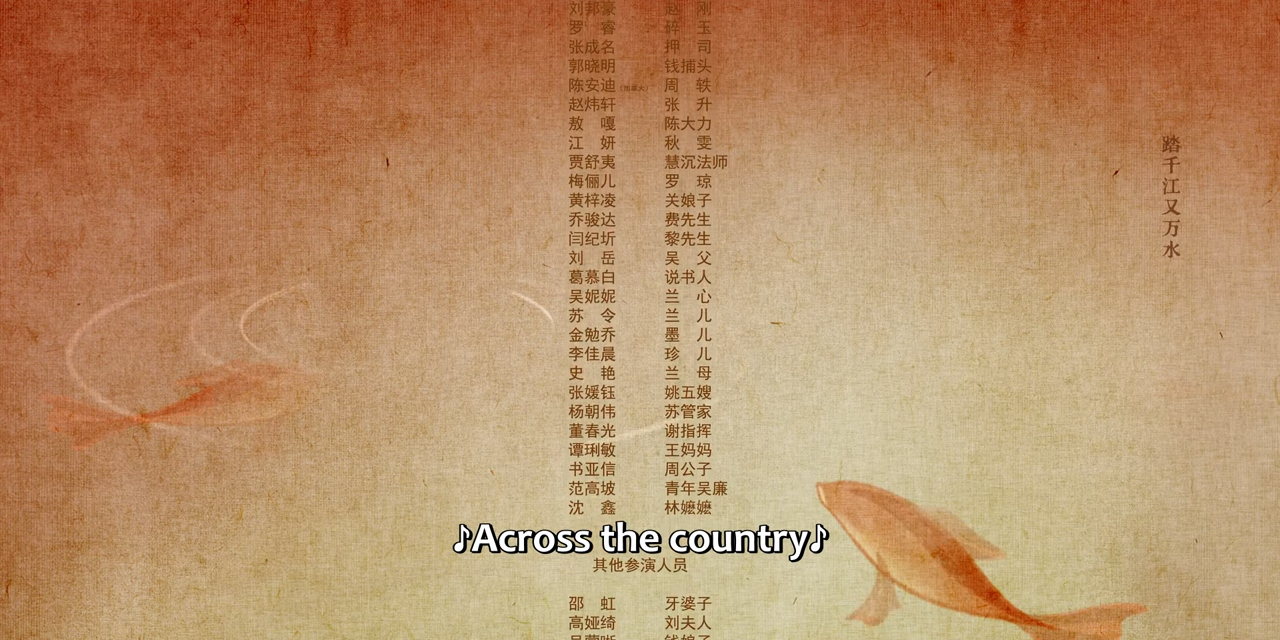 刘邦豪 赵 刚
罗 睿 碎 玉
张成名 押 司
郭晓明 钱捕头
陈安迪(加拿大) 周 轶
赵炜轩 张 升
敖 嘎 陈大力
江 妍 秋 雯
贾舒夷 慧沉法师
梅俪儿 罗 琼
黄梓凌 关娘子
乔骏达 费先生
闫纪圻 黎先生
刘 岳 吴 父
葛慕白 说书人
吴妮妮 兰 心
苏 令 兰 儿
金勉乔 墨 儿
李佳晨 珍 儿
史 艳 兰 母
张媛钰 姚五嫂
杨朝伟 苏管家
董春光 谢指挥
谭琍敏 王妈妈
书亚信 周公子
范高坡 青年吴廉
沈 鑫 林嬷嬷
♪Across the country♪
其他参演人员
邵 虹 牙婆子
高娅绮 刘夫人
踏千江又万水